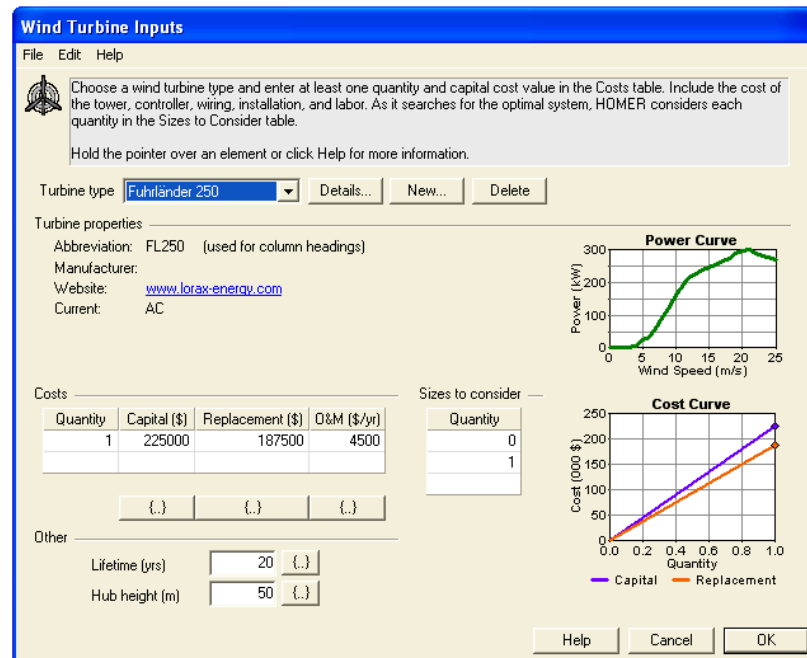 Wind Turbine Inputs
File Edit Help
Choose a wind turbine type and enter at least one quantity and capital cost value in the Costs table. Include the cost of
the tower, controller, wiring, installation, and labor. As it searches for the optimal system, HOMER considers each
quantity in the Sizes to Consider table.
Hold the pointer over an element or click Help for more information.
Turbine type Fuhrländer 250 Details... New... Delete
Turbine properties
Abbreviation: FL250 (used for column headings)
Manufacturer:
Website: www.lorax-energy.com
Current: AC
Power Curve
300
200
100
0
Power (kW)
0 5 10 15 20 25
Wind Speed (m/s)
Costs
Quantity Capital ($) Replacement ($) O&M ($/yr)
1 225000 187500 4500
{..} {..} {..}
Sizes to consider
Quantity
0
1
Cost Curve
250
200
150
100
50
0
Cost (000 $)
0.0 0.2 0.4 0.6 0.8 1.0
Quantity
Capital Replacement
Other
Lifetime (yrs) 20 {..}
Hub height (m) 50 {..}
Help Cancel OK